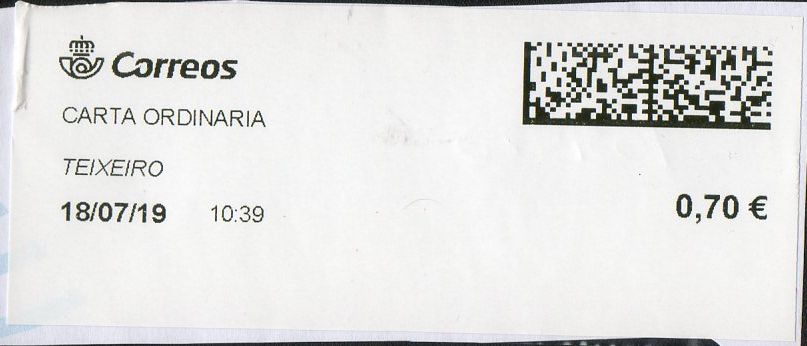 Correos
CARTA ORDINARIA
TEIXEIRO
18/07/19 10:39
0,70 €